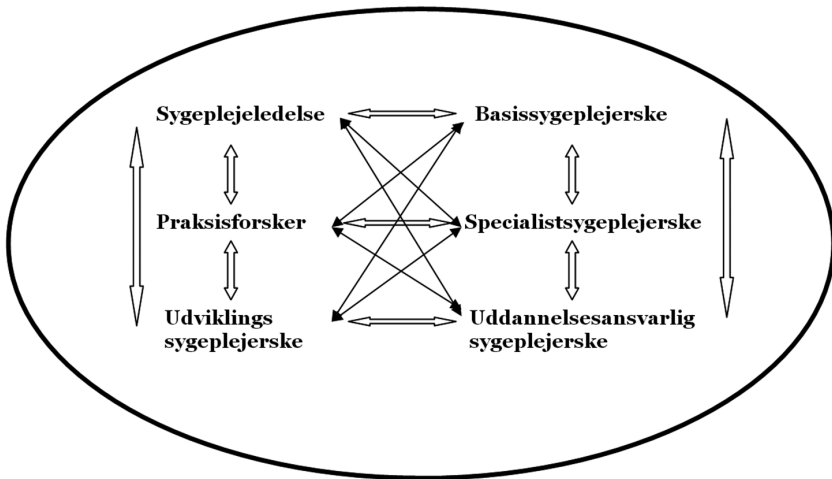 Sygeplejeledelse
Basissygeplejerske
Praksisforsker
Specialistsygeplejerske
Udviklings
sygeplejerske
Uddannelsesansvarlig
sygeplejerske